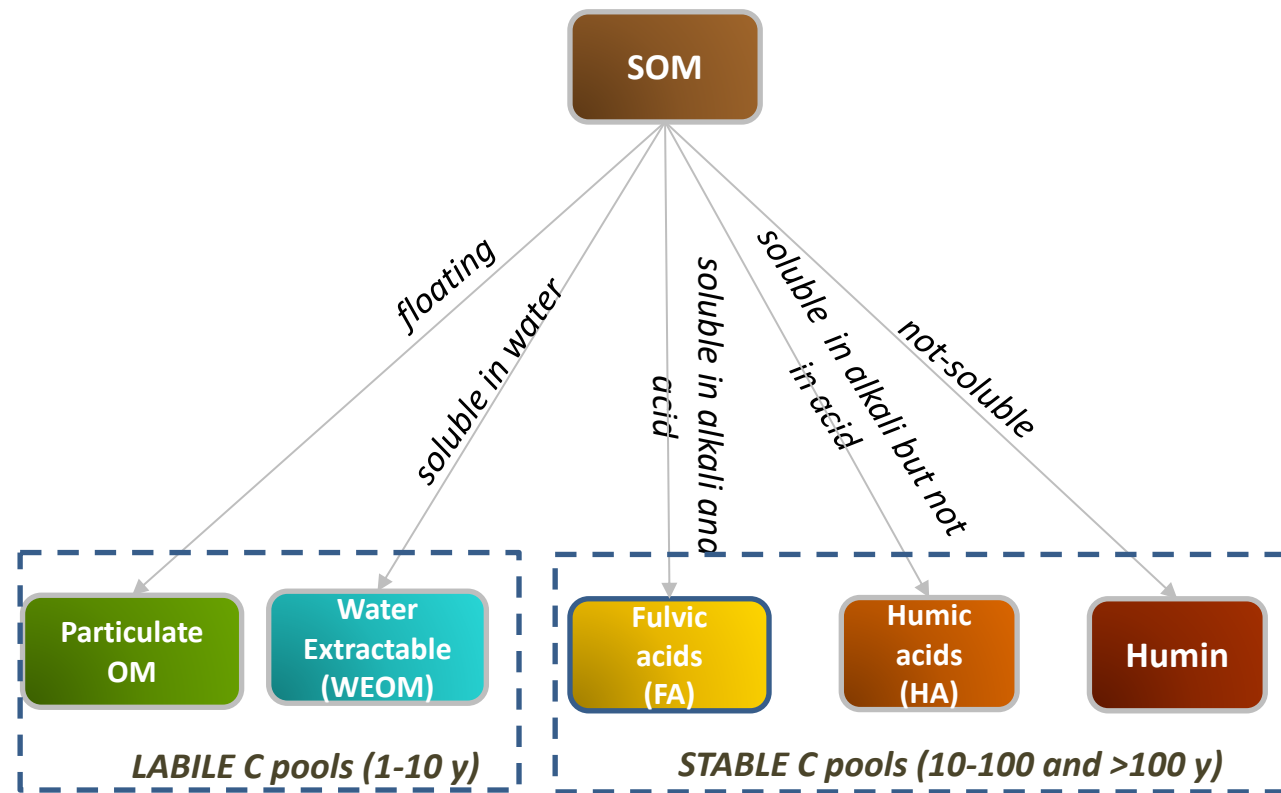 SOM
floating
soluble in water
soluble in alkali and
acid
soluble in alkali but not
in acid
not-soluble
Particulate
OM
Water
Extractable
(WEOM)
Fulvic
acids
(FA)
Humic
acids
(HA)
Humin
LABILE C pools (1-10 y)
STABLE C pools (10-100 and >100 y)